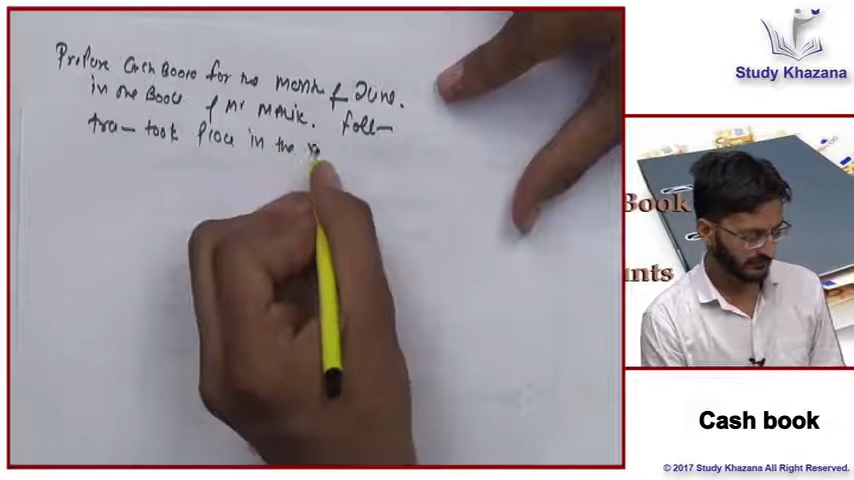 Prepare Cash Book for the Month of June.
in the Book of Mr Malik. foll-
tra- took place in the
Study Khazana
Book
unts
Cash book
© 2017 Study Khazana All Right Reserved.